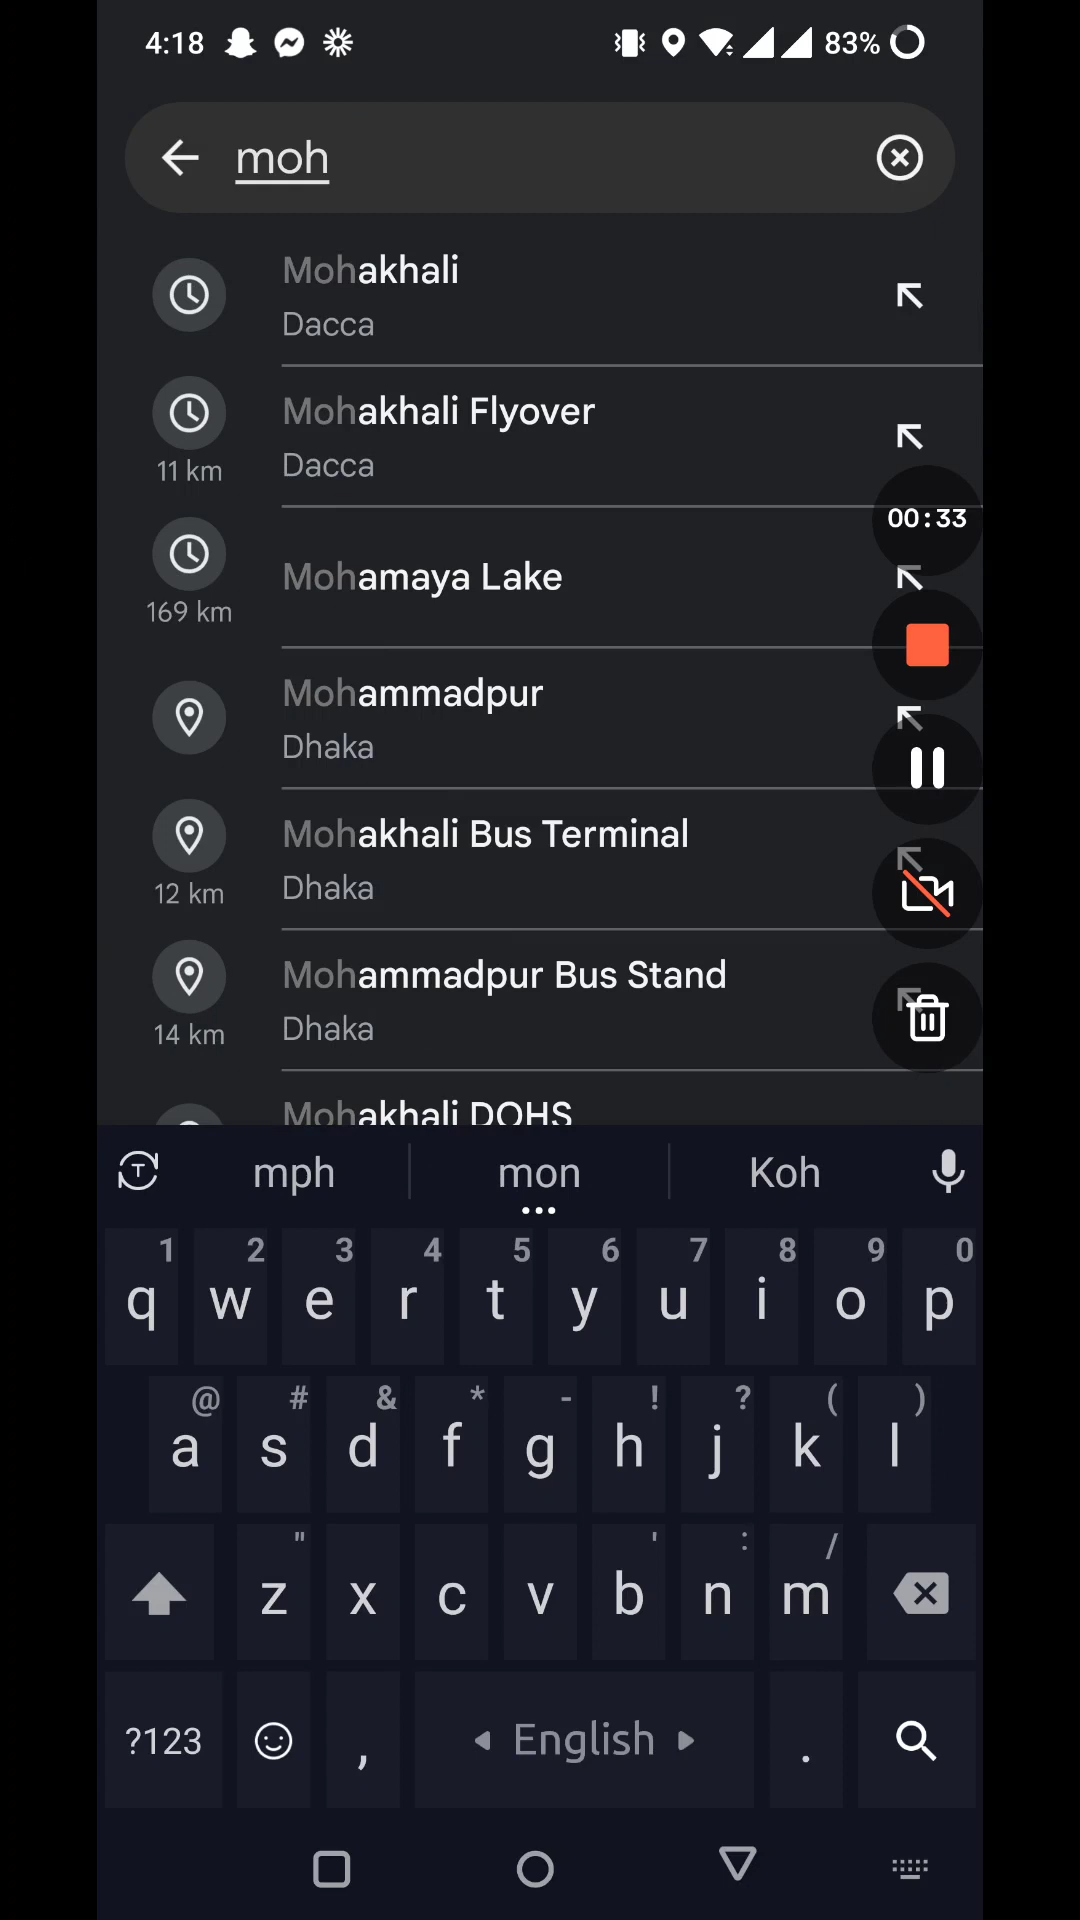 4:18 83%
moh
Mohakhali
Dacca
Mohakhali Flyover
11 km Dacca
00:33
Mohamaya Lake
169 km
Mohammadpur
Dhaka
Mohakhali Bus Terminal
12 km Dhaka
Mohammadpur Bus Stand
14 km Dhaka
Mohakhali DOHS
T mph mon Koh
1 2 3 4 5 6 7 8 9 0
q w e r t y u i o p
@ # & * - ! ? ( )
a s d f g h j k l
" ' : /
z x c v b n m
?123 , English .